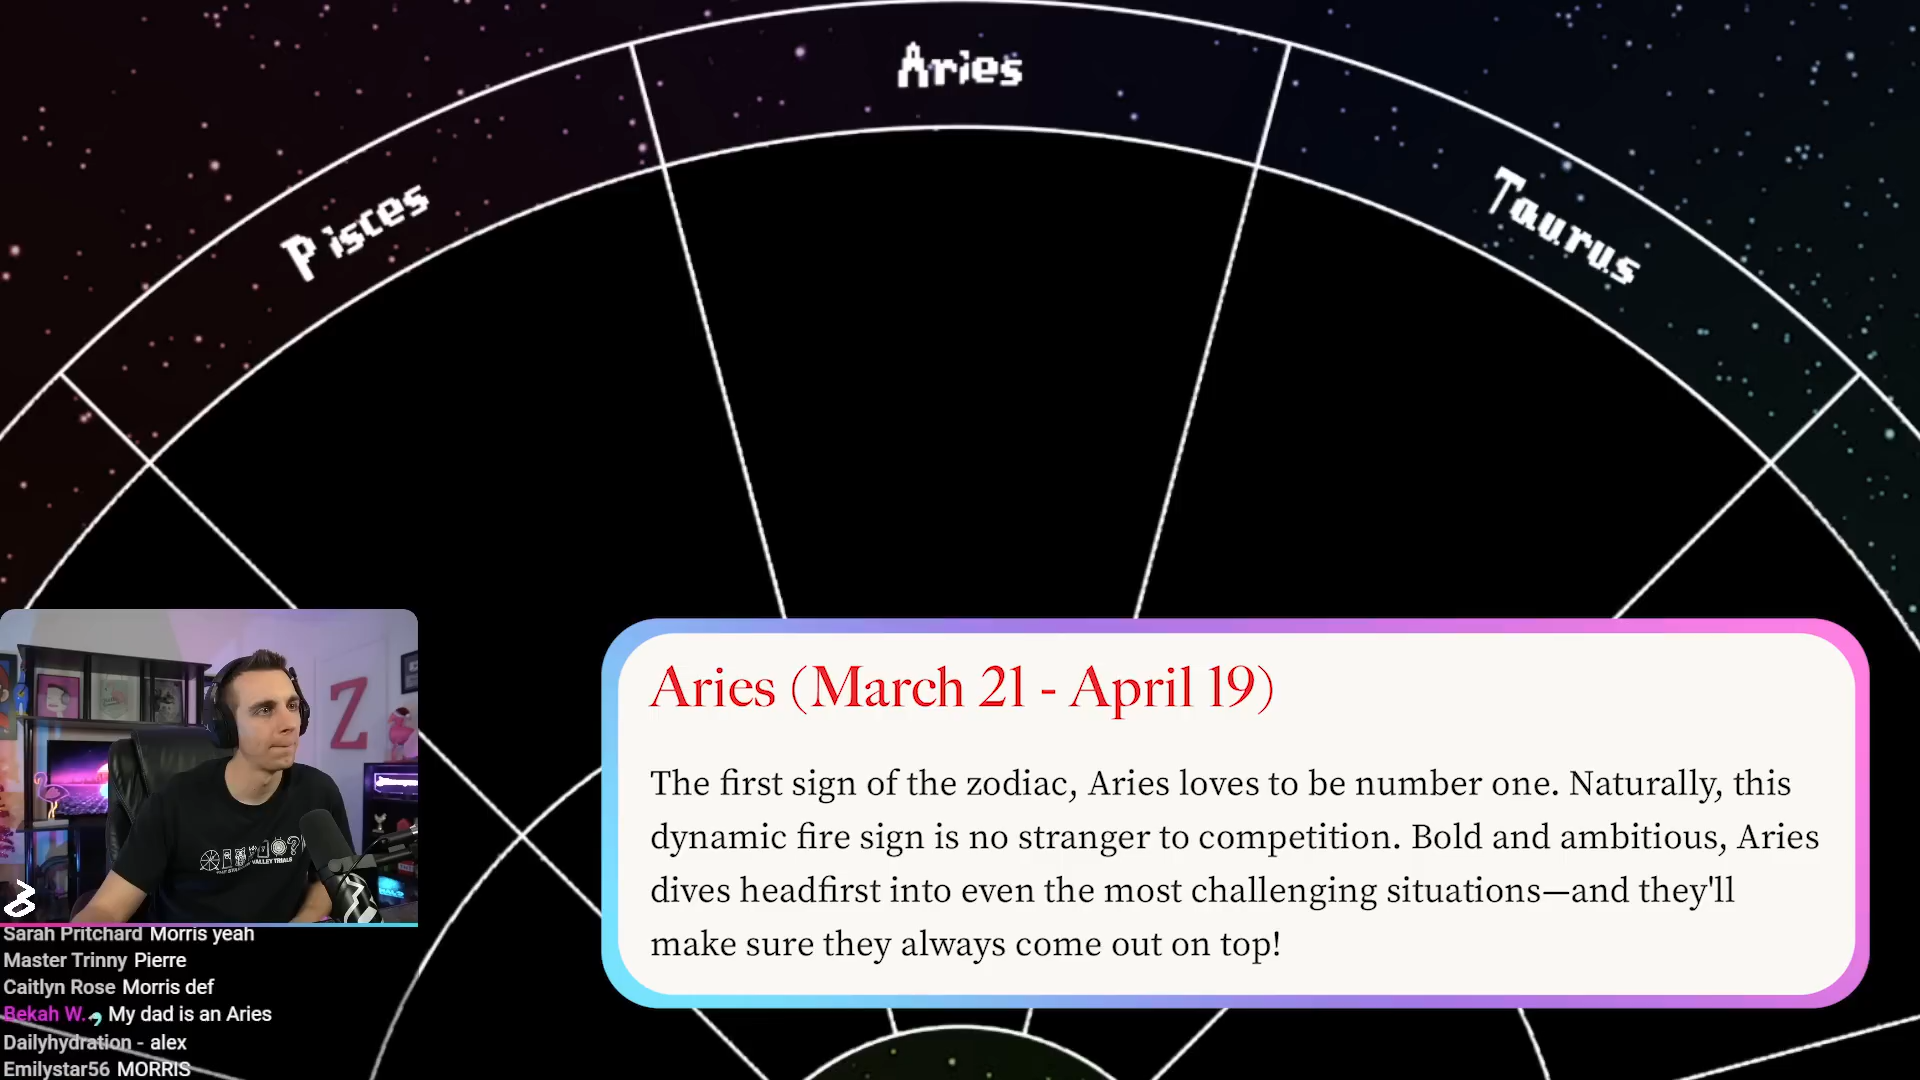 Aries
Pisces
Taurus
Z
VALLEY TRIALS
Aries (March 21 - April 19)
The first sign of the zodiac, Aries loves to be number one. Naturally, this
dynamic fire sign is no stranger to competition. Bold and ambitious, Aries
dives headfirst into even the most challenging situations—and they'll
make sure they always come out on top!
Sarah Pritchard Morris yeah
Master Trinny Pierre
Caitlyn Rose Morris def
Bekah W. My dad is an Aries
Dailyhydration - alex
Emilystar56 MORRIS